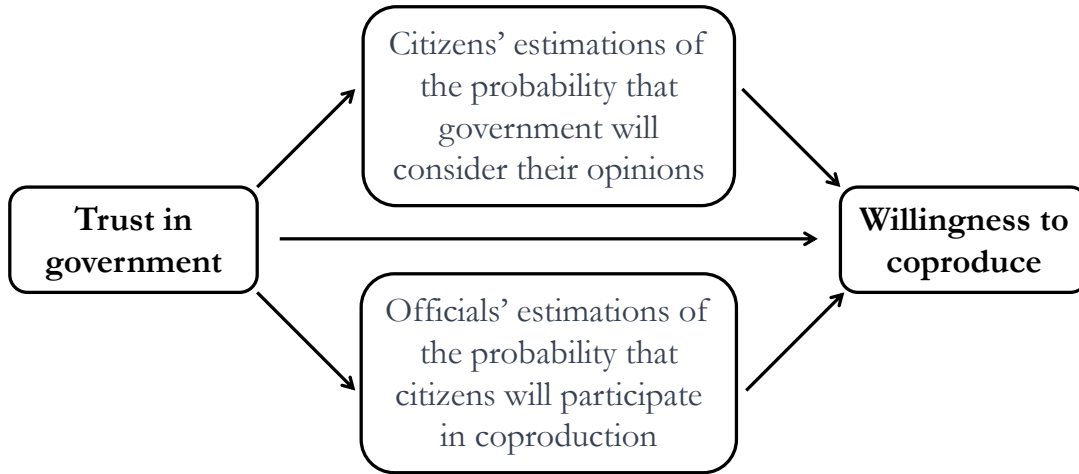 Citizens’ estimations of
the probability that
government will
consider their opinions
Trust in
government
Willingness to
coproduce
Officials’ estimations of
the probability that
citizens will participate
in coproduction